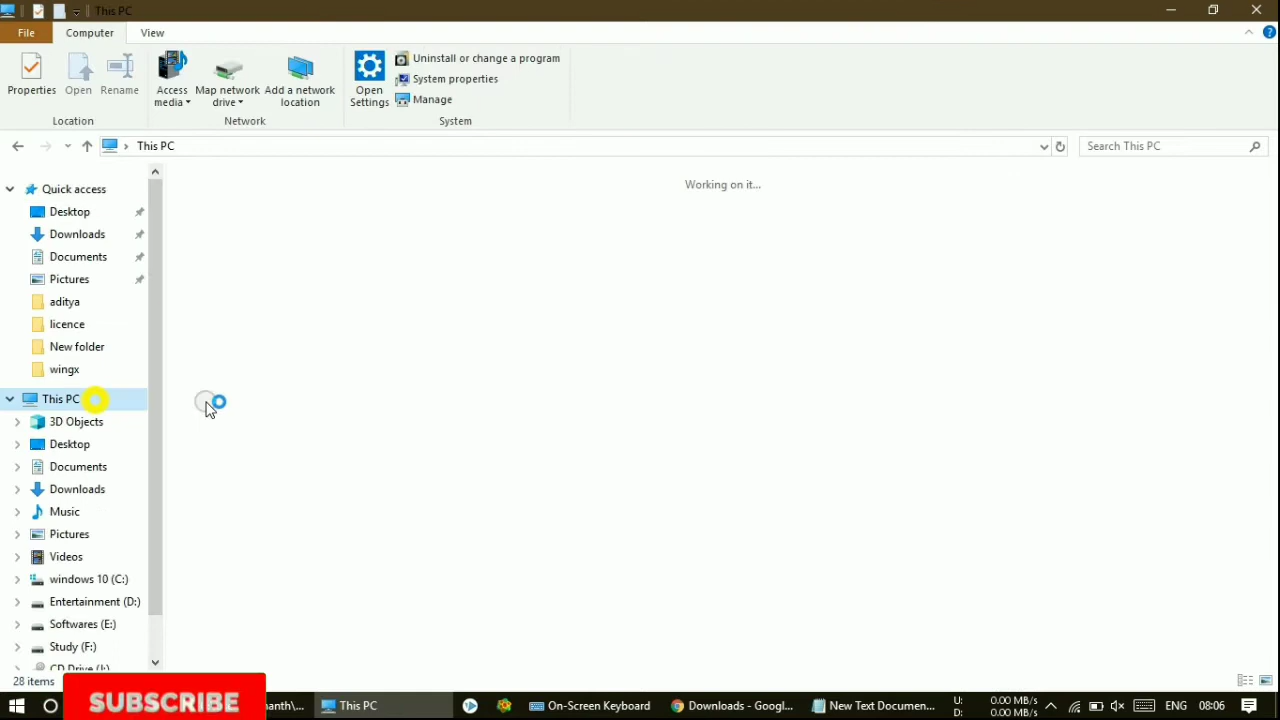 This PC
File
Computer
View
Properties
Open
Rename
Access media
Map network drive
Add a network location
Open Settings
Uninstall or change a program
System properties
Manage
Location
Network
System
This PC
Search This PC
Working on it...
Quick access
Desktop
Downloads
Documents
Pictures
aditya
licence
New folder
wingx
This PC
3D Objects
Desktop
Documents
Downloads
Music
Pictures
Videos
windows 10 (C:)
Entertainment (D:)
Softwares (E:)
Study (F:)
CD Drive (I:)
28 items
SUBSCRIBE
anth\...
This PC
On-Screen Keyboard
Downloads - Googl...
New Text Documen...
U: 0.00 MB/s
D: 0.00 MB/s
ENG
08:06